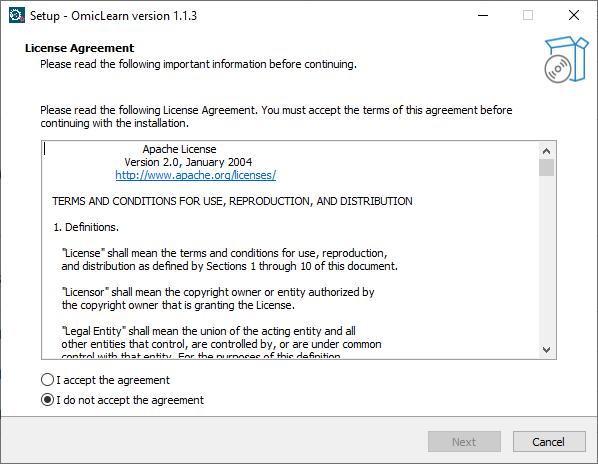 Setup - OmicLearn version 1.1.3
License Agreement
Please read the following important information before continuing.
Please read the following License Agreement. You must accept the terms of this agreement before
continuing with the installation.
Apache License
Version 2.0, January 2004
http://www.apache.org/licenses/
TERMS AND CONDITIONS FOR USE, REPRODUCTION, AND DISTRIBUTION
1. Definitions.
"License" shall mean the terms and conditions for use, reproduction,
and distribution as defined by Sections 1 through 10 of this document.
"Licensor" shall mean the copyright owner or entity authorized by
the copyright owner that is granting the License.
"Legal Entity" shall mean the union of the acting entity and all
other entities that control, are controlled by, or are under common
control with that entity. For the purposes of this definition,
I accept the agreement
I do not accept the agreement
Next
Cancel